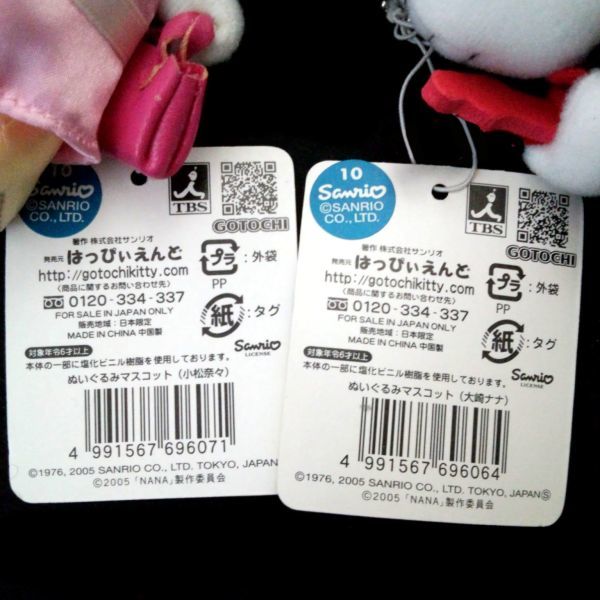 10
Sanrio
©SANRIO
CO., LTD.
TBS
GOTOCHI
著作 株式会社サンリオ
発売元 はっぴぃえんど
http://gotochikitty.com
(商品に関するお問い合わせ先)
0120-334-337
FOR SALE IN JAPAN ONLY
販売地域：日本限定
MADE IN CHINA 中国製
プラ：外袋
PP
紙：タグ
Sanrio
LICENSE
対象年令6才以上
本体の一部に塩化ビニル樹脂を使用しております。
ぬいぐるみマスコット (小松奈々)
4 991567 696071
©1976, 2005 SANRIO CO., LTD. TOKYO, JAPAN
©2005「NANA」製作委員会
10
Sanrio
©SANRIO
CO., LTD.
TBS
GOTOCHI
著作 株式会社サンリオ
発売元 はっぴぃえんど
http://gotochikitty.com
(商品に関するお問い合わせ先)
0120-334-337
FOR SALE IN JAPAN ONLY
販売地域：日本限定
MADE IN CHINA 中国製
プラ：外袋
PP
紙：タグ
Sanrio
LICENSE
対象年令6才以上
本体の一部に塩化ビニル樹脂を使用しております。
ぬいぐるみマスコット (大崎ナナ)
4 991567 696064
©1976, 2005 SANRIO CO., LTD. TOKYO, JAPAN Ⓢ
©2005「NANA」製作委員会